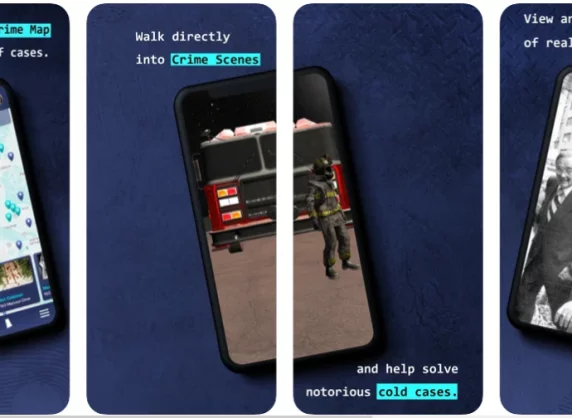 rime Map
f cases.
Walk directly
into Crime Scenes
and help solve
notorious cold cases.
View an
of real